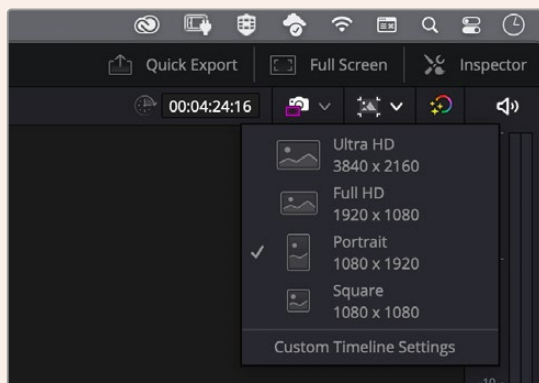 Quick Export Full Screen Inspector
00:04:24:16
Ultra HD
3840 x 2160
Full HD
1920 x 1080
Portrait
1080 x 1920
Square
1080 x 1080
Custom Timeline Settings
10